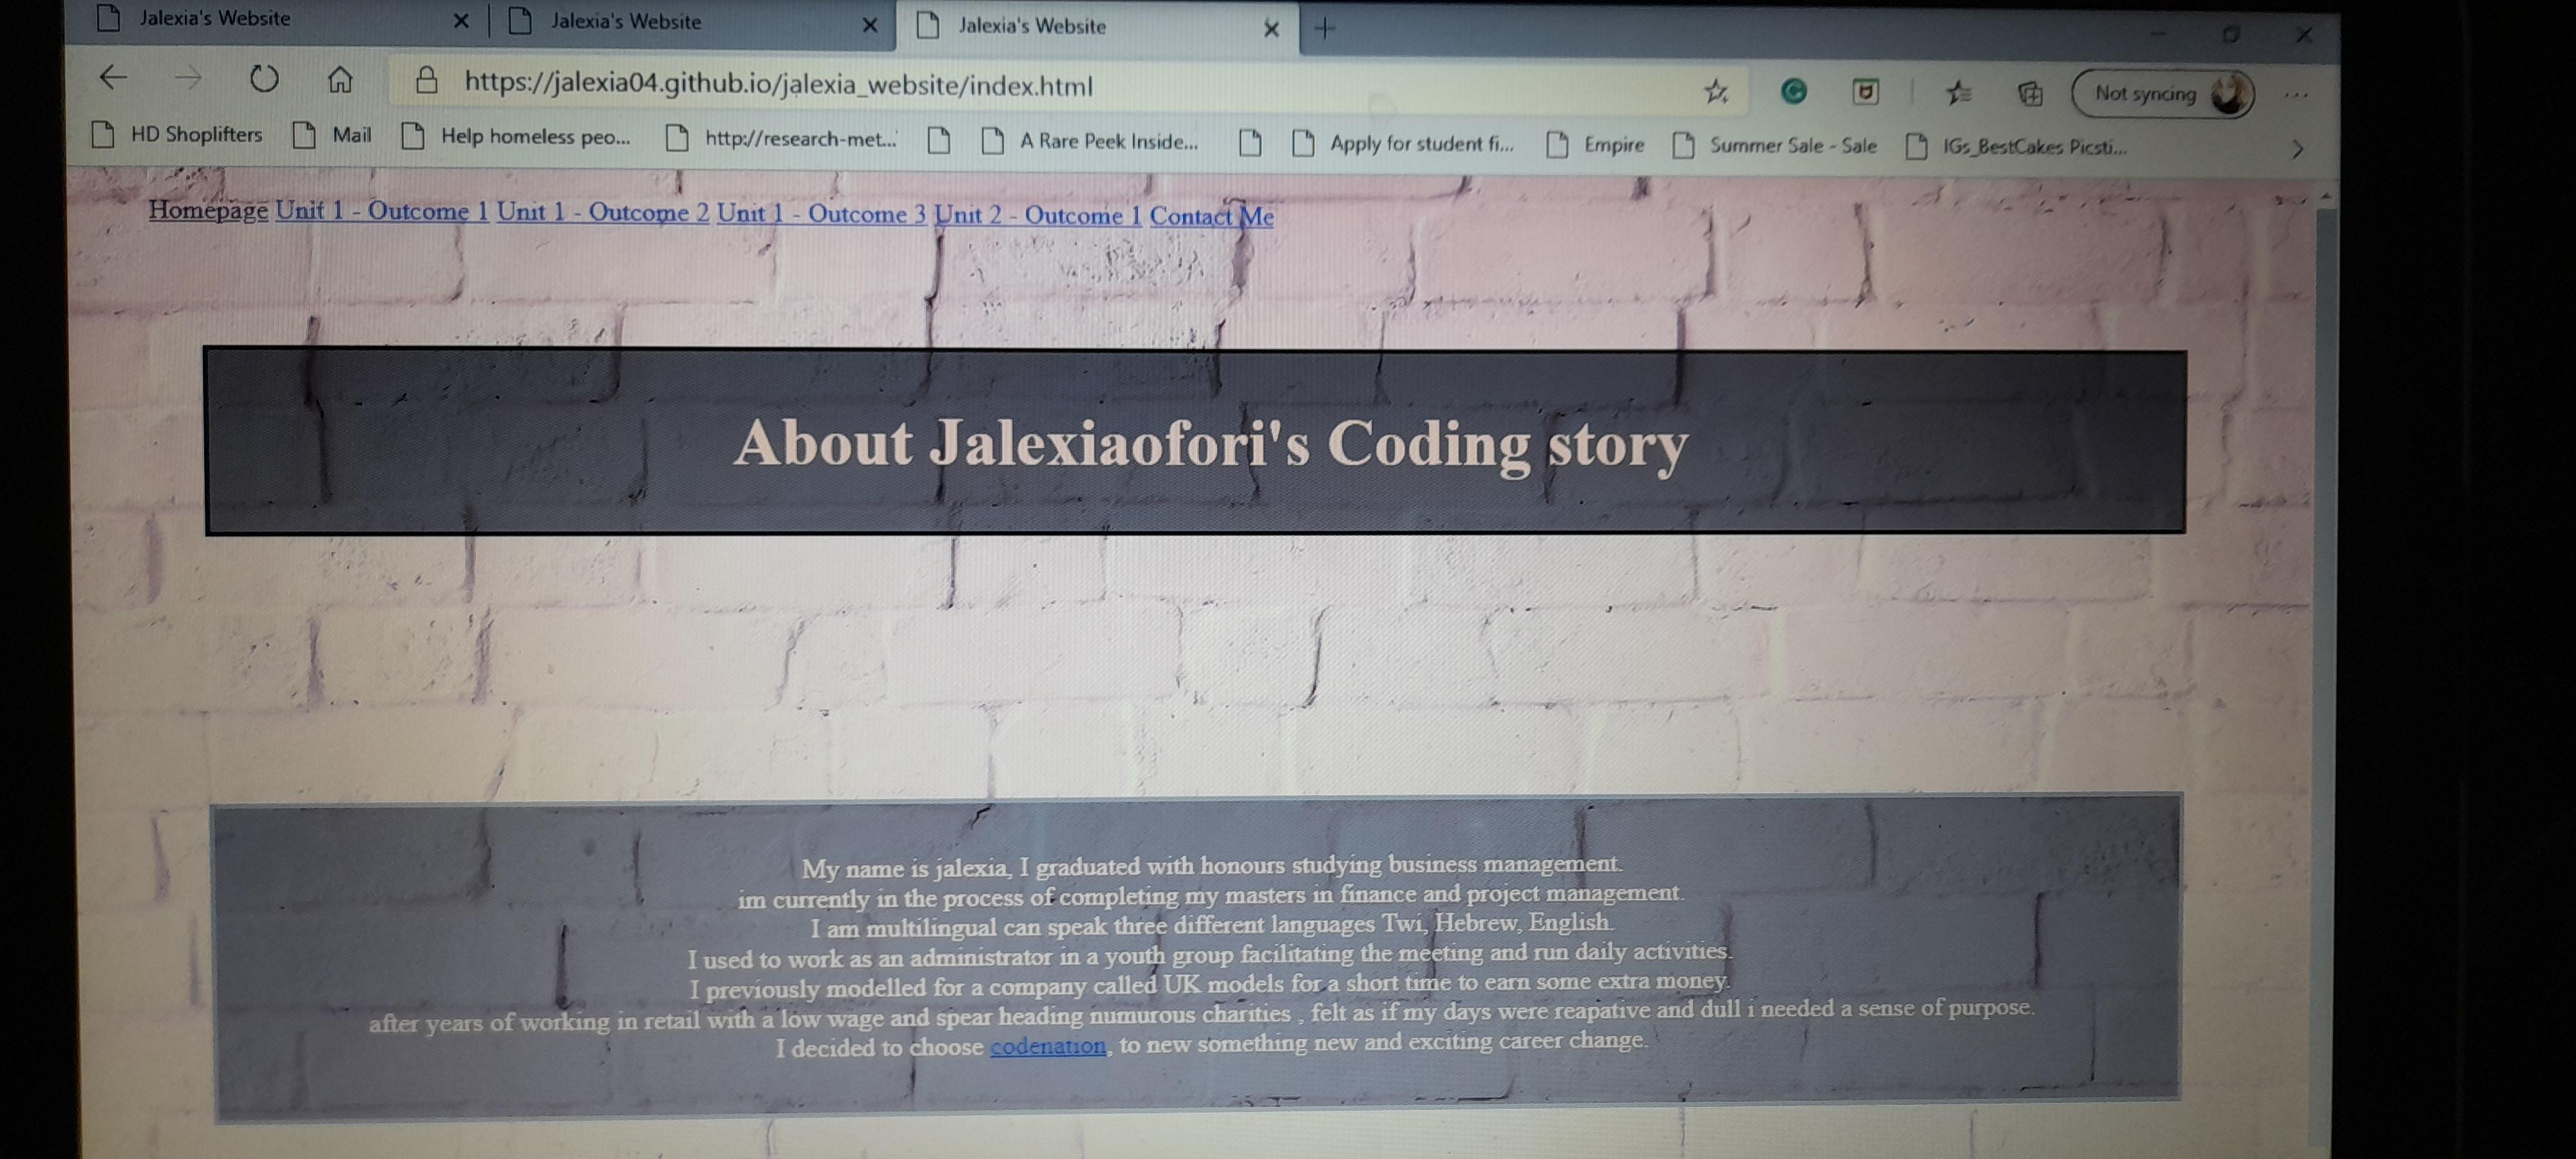 Jalexia's Website
Jalexia's Website
Jalexia's Website
https://jalexia04.github.io/jalexia_website/index.html
Not syncing
HD Shoplifters
Mail
Help homeless peo...
http://research-met...
A Rare Peek Inside...
Apply for student fi...
Empire
Summer Sale - Sale
IGs_BestCakes Picsti...
Homepage Unit 1 - Outcome 1 Unit 1 - Outcome 2 Unit 1 - Outcome 3 Unit 2 - Outcome 1 Contact Me
About Jalexiaofori's Coding story
My name is jalexia, I graduated with honours studying business management.
im currently in the process of completing my masters in finance and project management.
I am multilingual can speak three different languages Twi, Hebrew, English.
I used to work as an administrator in a youth group facilitating the meeting and run daily activities.
I previously modelled for a company called UK models for a short time to earn some extra money.
after years of working in retail with a low wage and spear heading numurous charities , felt as if my days were reapative and dull i needed a sense of purpose.
I decided to choose codenation, to new something new and exciting career change.